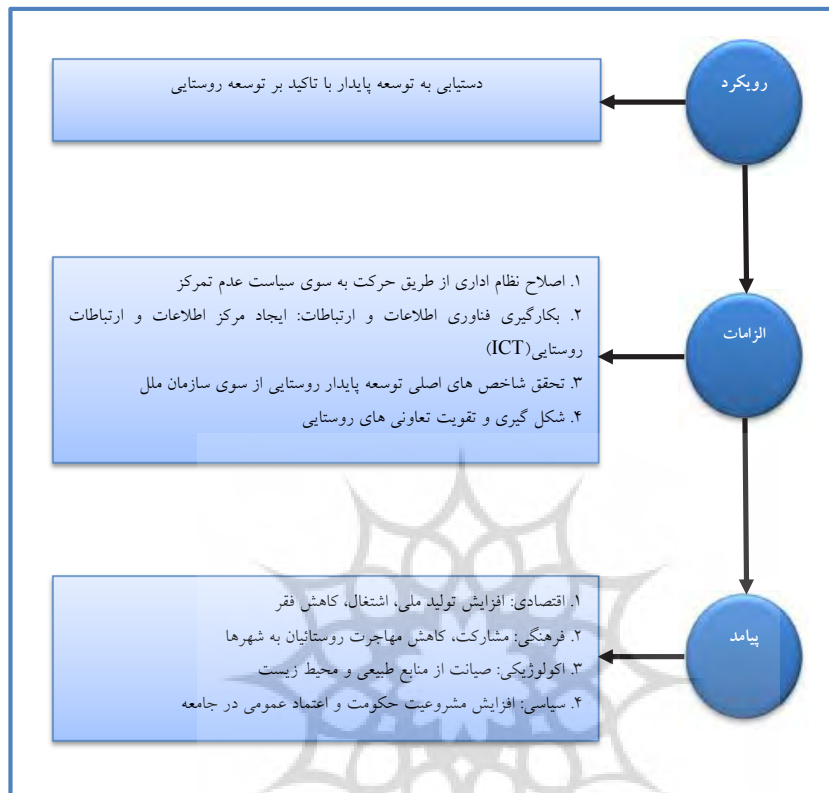 رویکرد
دستیابی به توسعه پایدار با تاکید بر توسعه روستایی
الزامات
۱. اصلاح نظام اداری از طریق حرکت به سوی سیاست عدم تمرکز
۲. بکارگیری فناوری اطلاعات و ارتباطات: ایجاد مرکز اطلاعات و ارتباطات
روستایی(ICT)
۳. تحقق شاخص های اصلی توسعه پایدار روستایی از سوی سازمان ملل
۴. شکل گیری و تقویت تعاونی های روستایی
پیامد
۱. اقتصادی: افزایش تولید ملی، اشتغال، کاهش فقر
۲. فرهنگی: مشارکت، کاهش مهاجرت روستائیان به شهرها
۳. اکولوژیکی: صیانت از منابع طبیعی و محیط زیست
۴. سیاسی: افزایش مشروعیت حکومت و اعتماد عمومی در جامعه